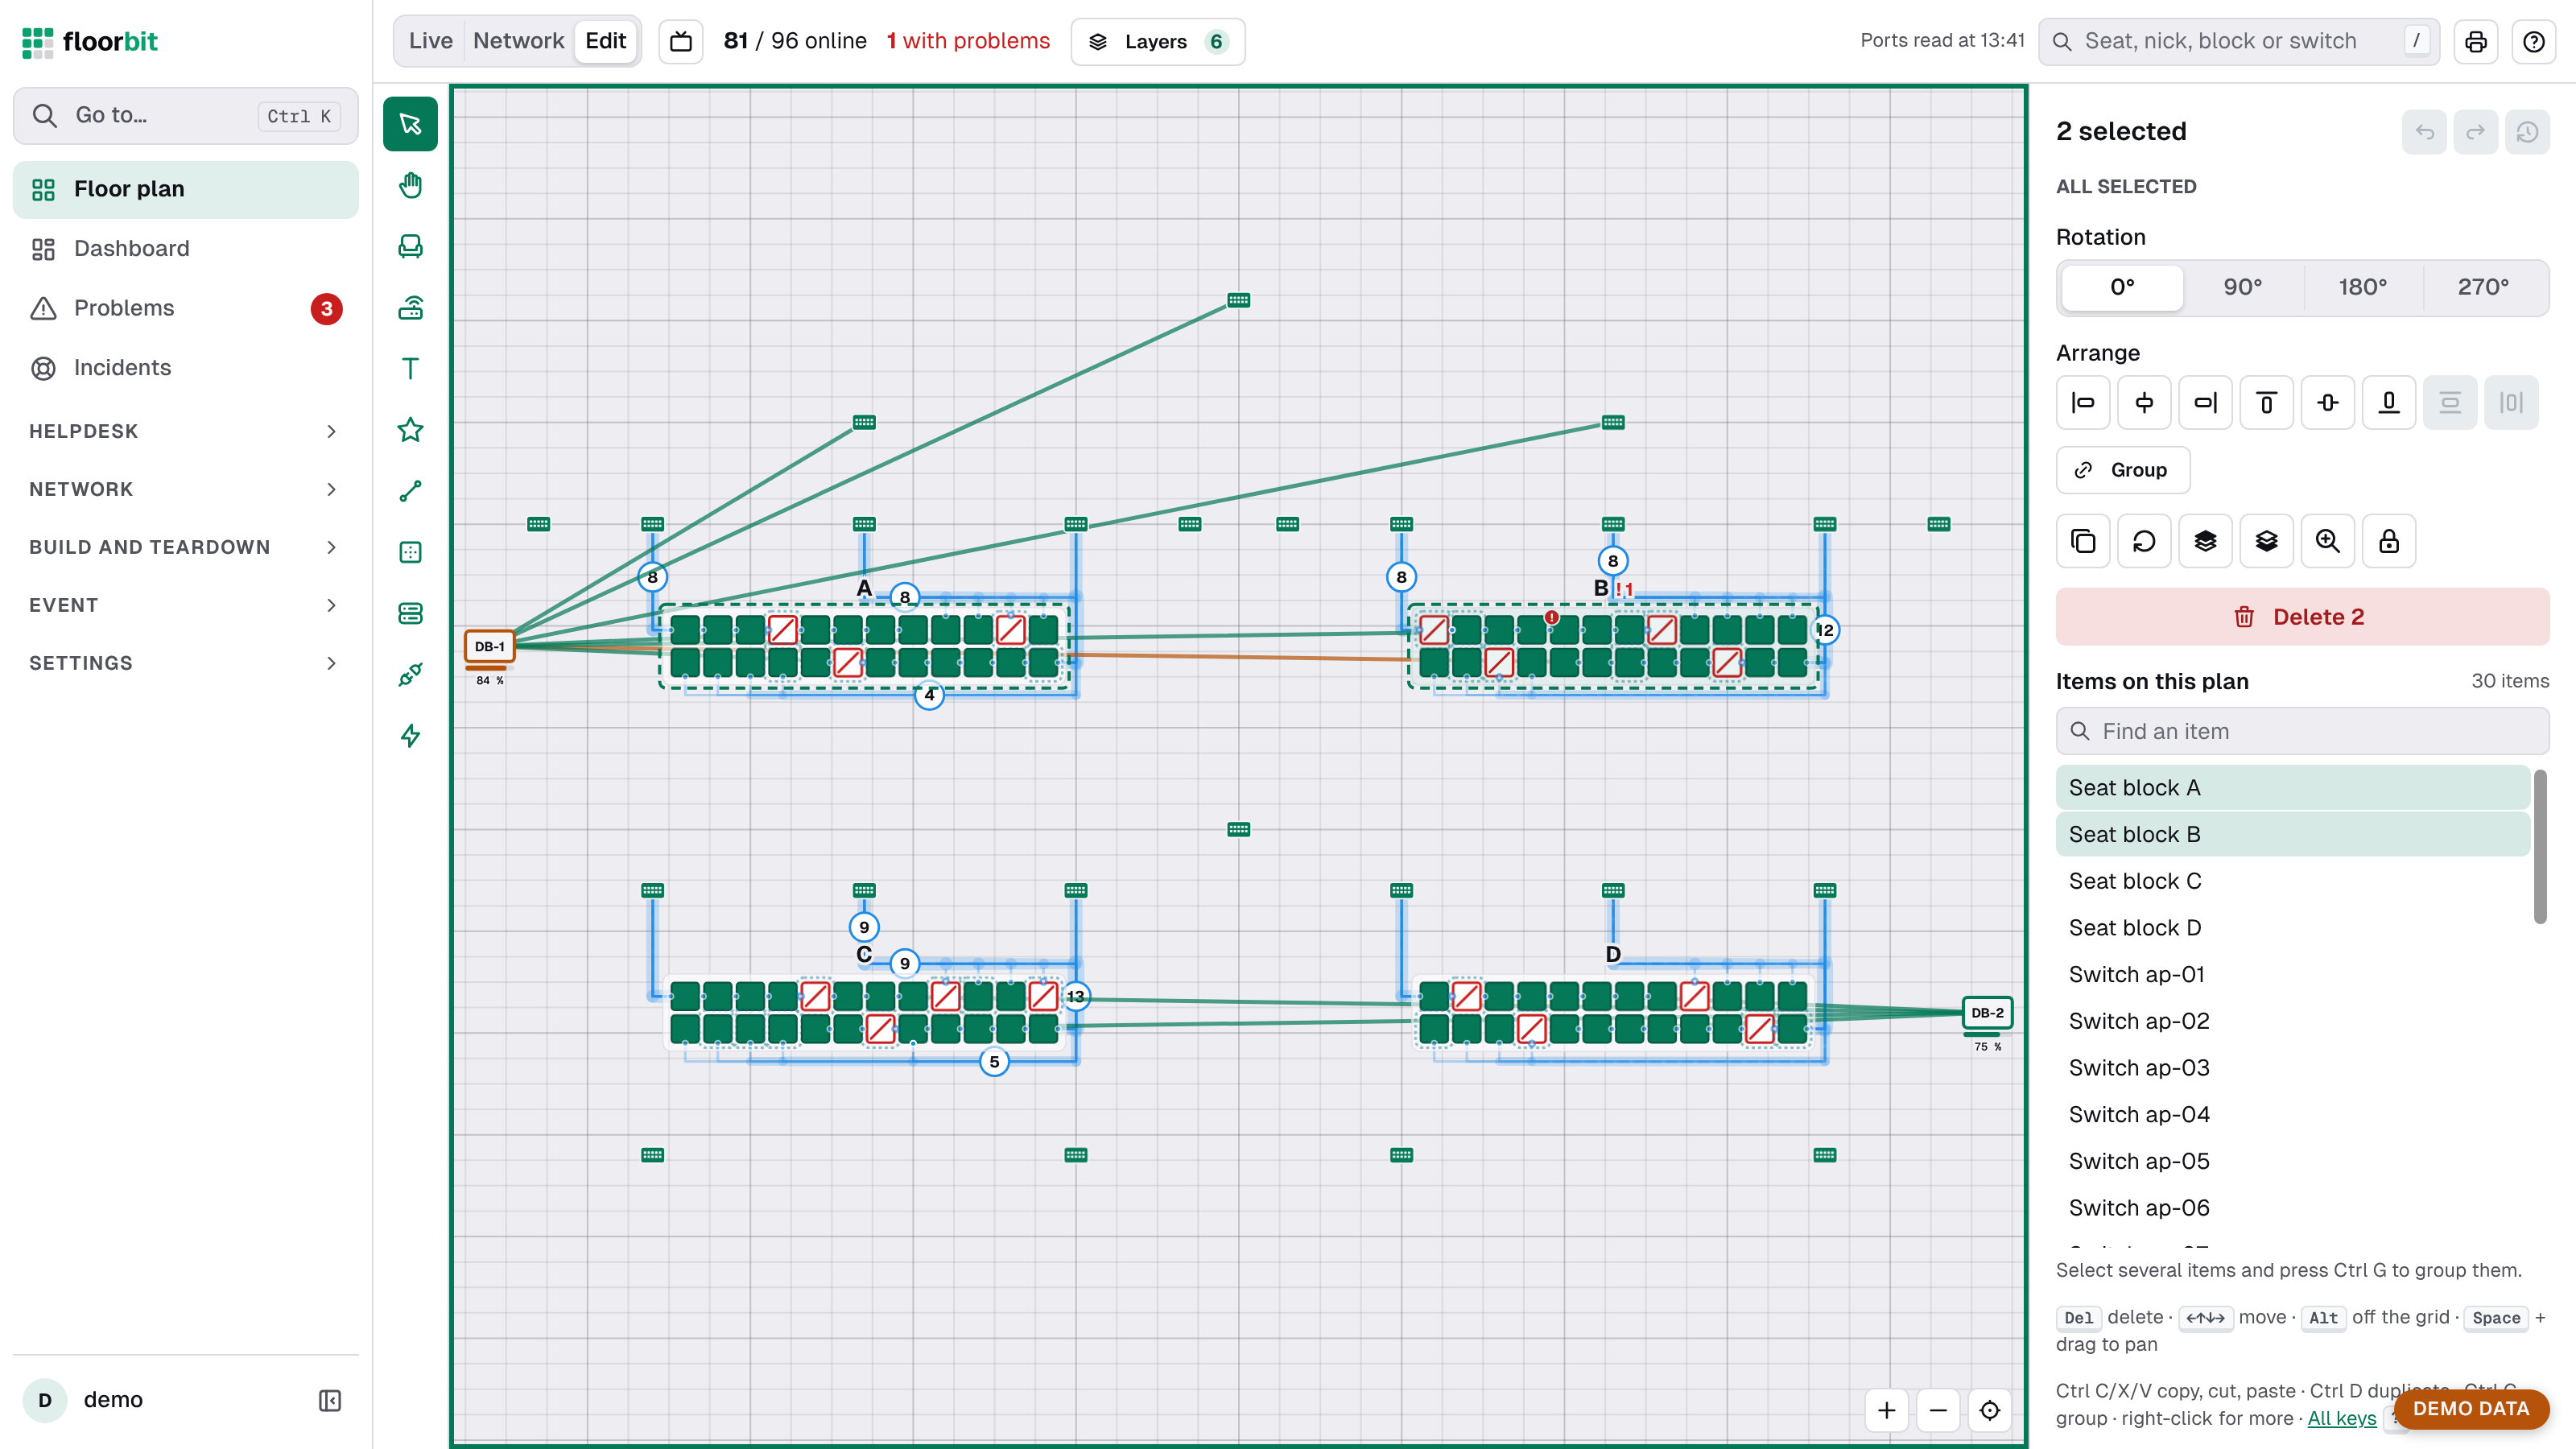 floorbit
Go to...
Ctrl K
Floor plan
Dashboard
Problems
3
Incidents
HELPDESK
NETWORK
BUILD AND TEARDOWN
EVENT
SETTINGS
D
demo
Live
Network
Edit
81 / 96 online
1 with problems
Layers
6
Ports read at 13:41
Seat, nick, block or switch
/
8
A
8
8
8
B !1
DB-1
84 %
12
4
9
C
9
D
13
DB-2
75 %
5
2 selected
ALL SELECTED
Rotation
0°
90°
180°
270°
Arrange
Group
Delete 2
Items on this plan
30 items
Find an item
Seat block A
Seat block B
Seat block C
Seat block D
Switch ap-01
Switch ap-02
Switch ap-03
Switch ap-04
Switch ap-05
Switch ap-06
Select several items and press Ctrl G to group them.
Del delete · ←↑↓→ move · Alt off the grid · Space +
drag to pan
Ctrl C/X/V copy, cut, paste · Ctrl D duplicate · Ctrl G
group · right-click for more · All keys
DEMO DATA